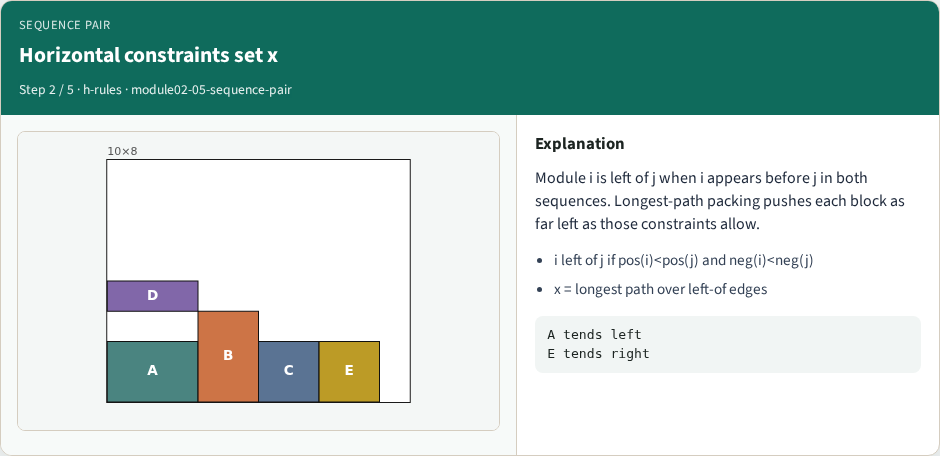 SEQUENCE PAIR
Horizontal constraints set x
Step 2 / 5 · h-rules · module02-05-sequence-pair
10×8
D
B
A
C
E
Explanation
Module i is left of j when i appears before j in both
sequences. Longest-path packing pushes each block as
far left as those constraints allow.
• i left of j if pos(i)<pos(j) and neg(i)<neg(j)
• x = longest path over left-of edges
A tends left
E tends right